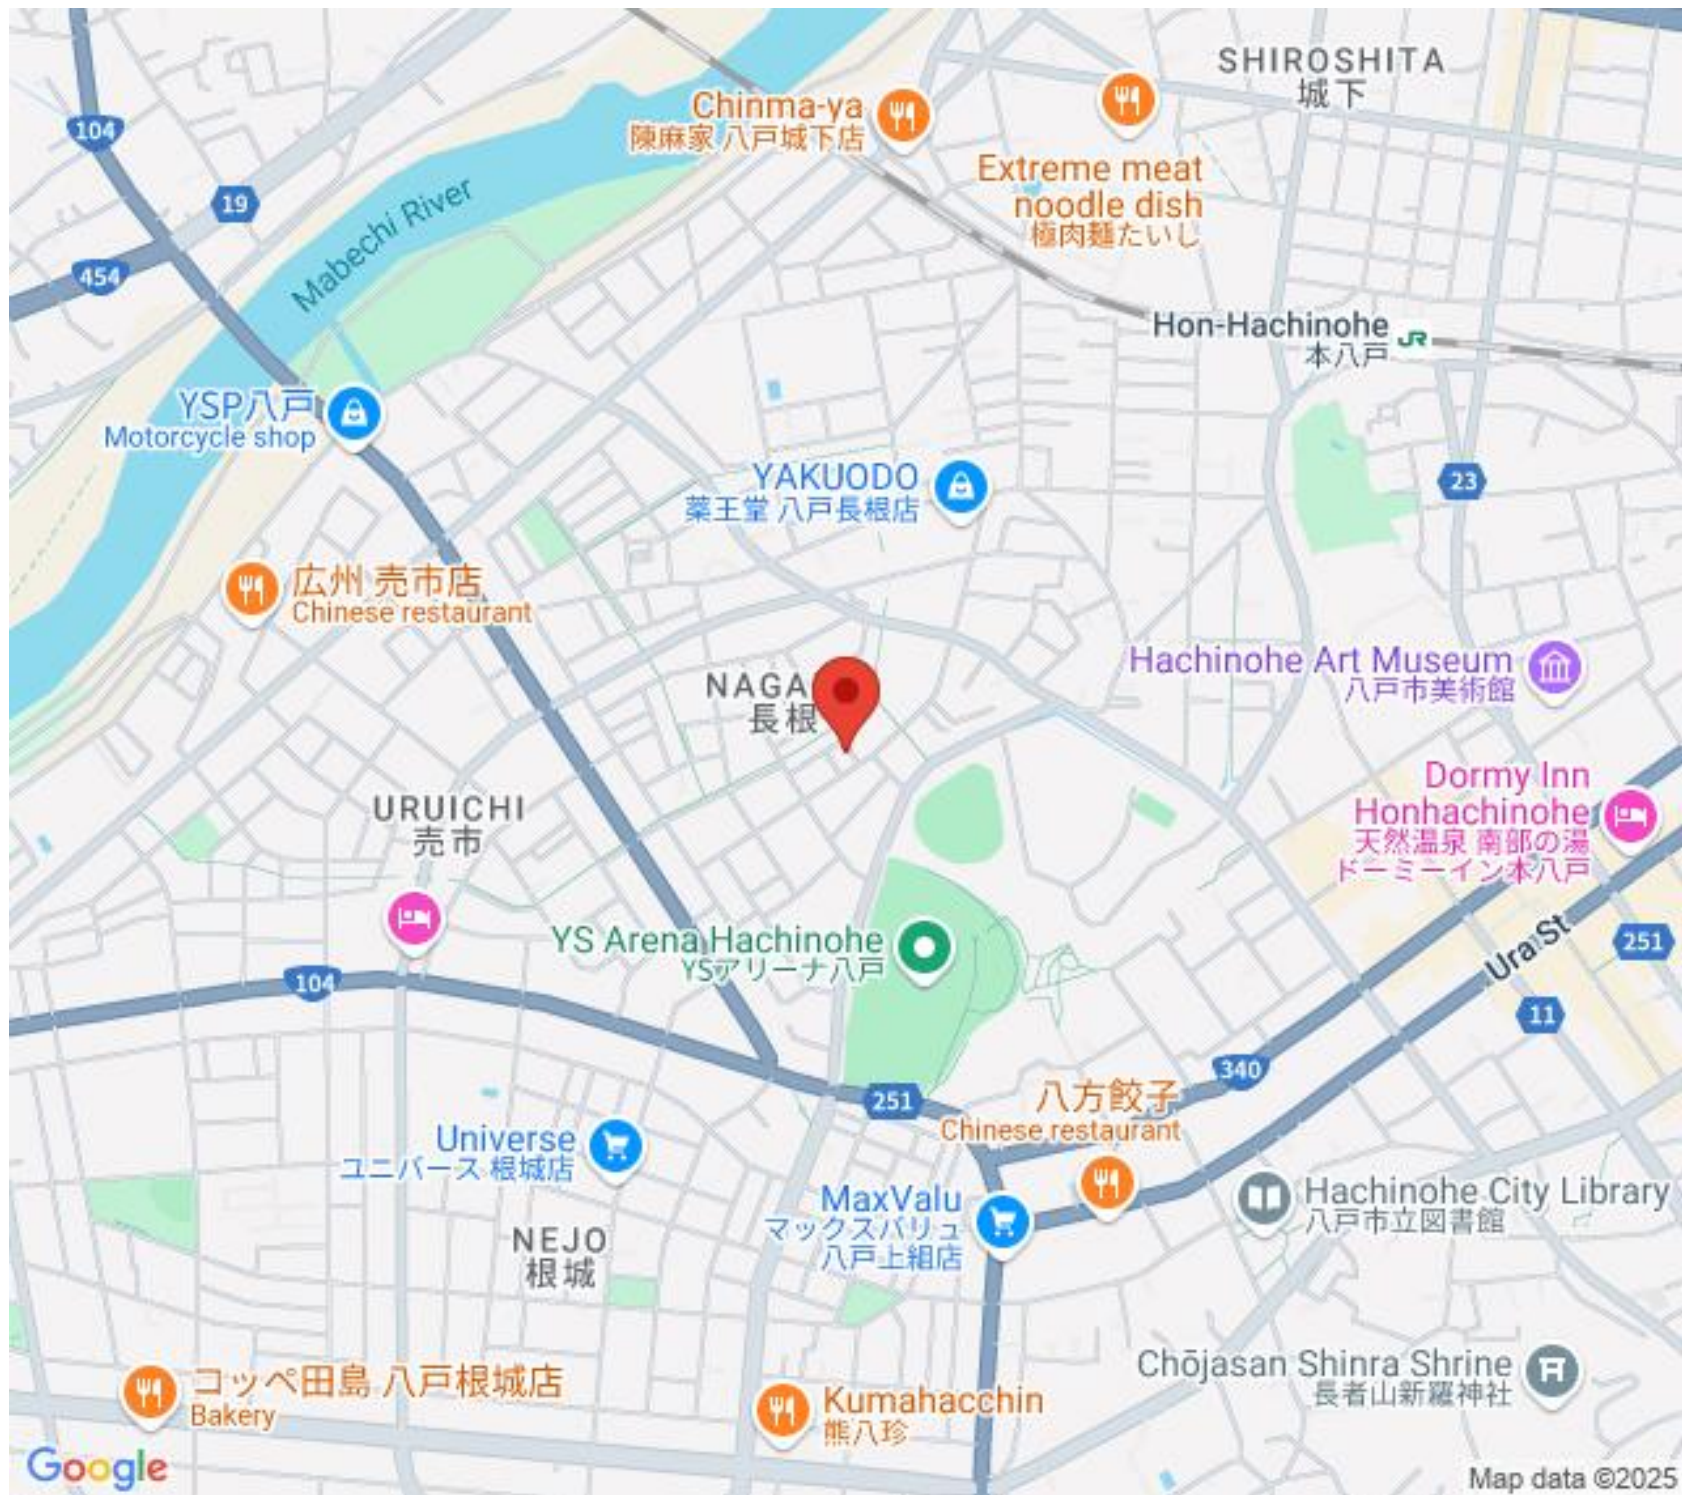 SHIROSHITA
城下
Chinma-ya
陳麻家 八戸城下店
104
Extreme meat
noodle dish
極肉麺たいし
19
Mabechi River
454
Hon-Hachinohe
本八戸
JR
YSP八戸
Motorcycle shop
YAKUODO
薬王堂 八戸長根店
23
広州 売市店
Chinese restaurant
Hachinohe Art Museum
八戸市美術館
NAGA
長根
Dormy Inn
Honhachinohe
天然温泉 南部の湯
ドーミーイン本八戸
URUICHI
売市
YS Arena Hachinohe
YSアリーナ八戸
Ura St
251
104
11
340
251
八方餃子
Chinese restaurant
Universe
ユニバース 根城店
MaxValu
マックスバリュ
八戸上組店
Hachinohe City Library
八戸市立図書館
NEJO
根城
Chōjasan Shinra Shrine
長者山新羅神社
コッペ田島 八戸根城店
Bakery
Kumahacchin
熊八珍
Google
Map data ©2025